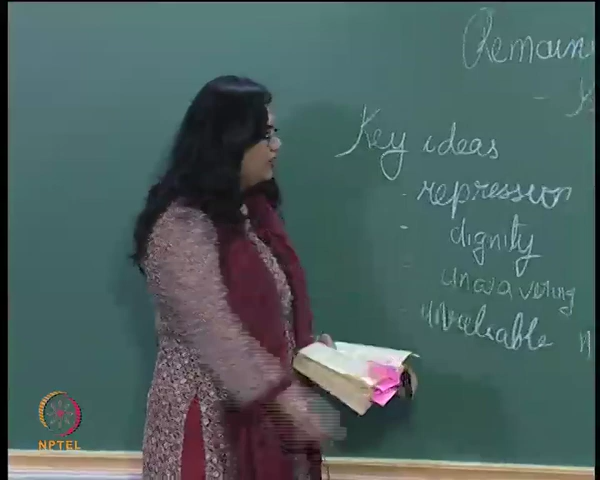 Remain
Key ideas
- repression
- dignity
- unwavering
- unreliable n
NPTEL